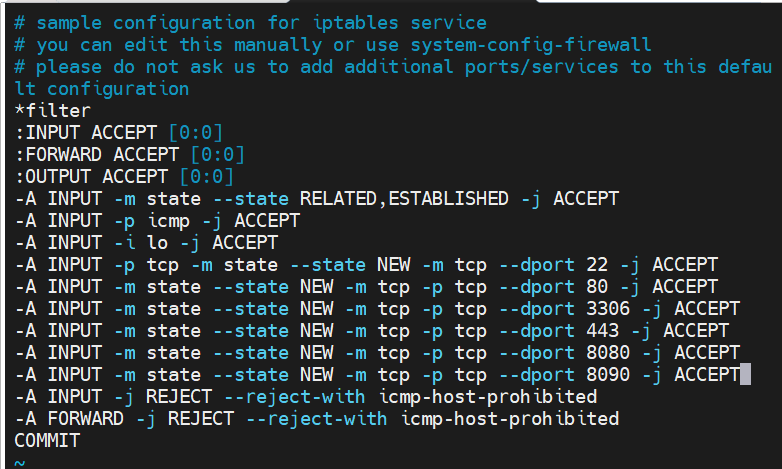 # sample configuration for iptables service
# you can edit this manually or use system-config-firewall
# please do not ask us to add additional ports/services to this defau
lt configuration
*filter
:INPUT ACCEPT [0:0]
:FORWARD ACCEPT [0:0]
:OUTPUT ACCEPT [0:0]
-A INPUT -m state --state RELATED,ESTABLISHED -j ACCEPT
-A INPUT -p icmp -j ACCEPT
-A INPUT -i lo -j ACCEPT
-A INPUT -p tcp -m state --state NEW -m tcp --dport 22 -j ACCEPT
-A INPUT -m state --state NEW -m tcp -p tcp --dport 80 -j ACCEPT
-A INPUT -m state --state NEW -m tcp -p tcp --dport 3306 -j ACCEPT
-A INPUT -m state --state NEW -m tcp -p tcp --dport 443 -j ACCEPT
-A INPUT -m state --state NEW -m tcp -p tcp --dport 8080 -j ACCEPT
-A INPUT -m state --state NEW -m tcp -p tcp --dport 8090 -j ACCEPT
-A INPUT -j REJECT --reject-with icmp-host-prohibited
-A FORWARD -j REJECT --reject-with icmp-host-prohibited
COMMIT
~